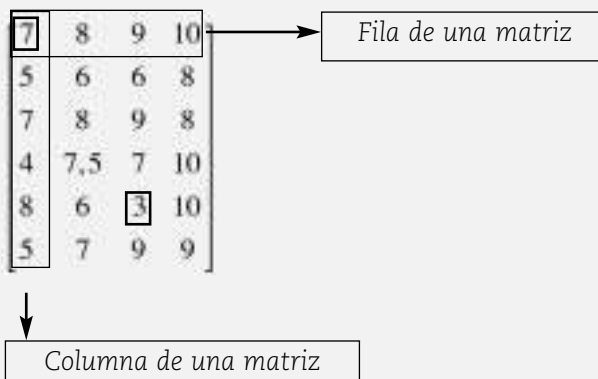 7 8 9 10 Fila de una matriz
5 6 6 8
7 8 9 8
4 7,5 7 10
8 6 3 10
5 7 9 9
Columna de una matriz